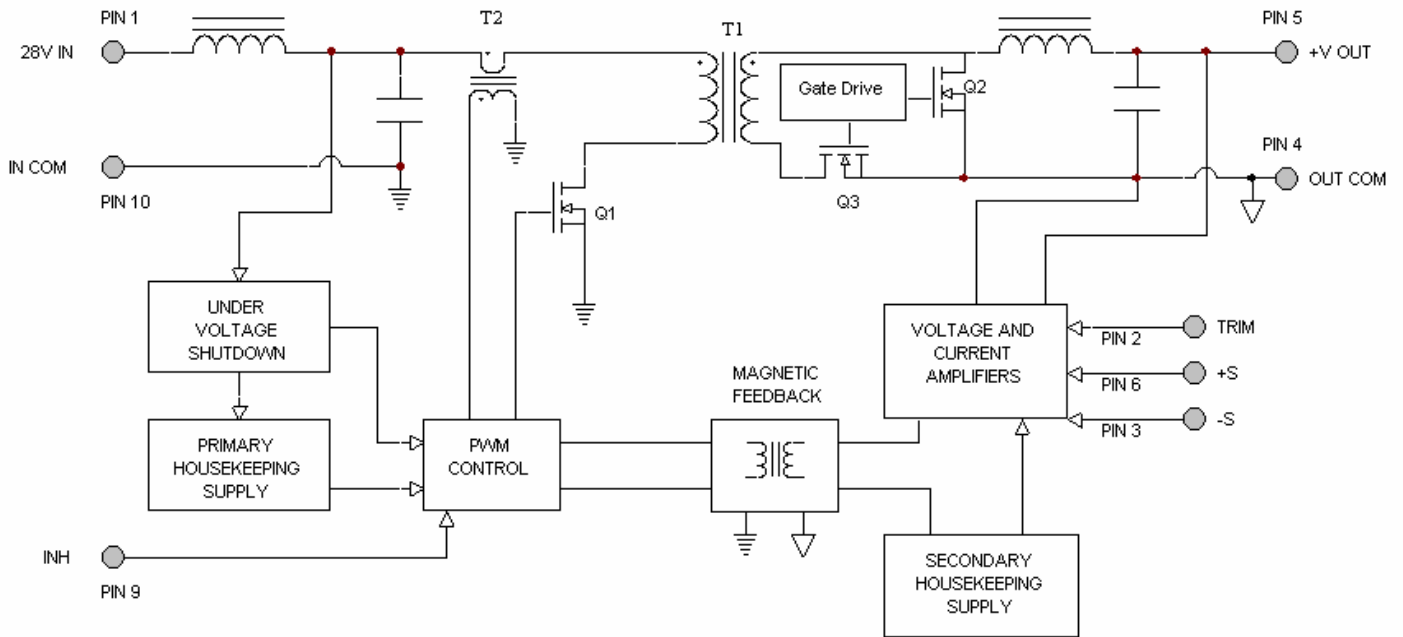 PIN 1
T2
T1
PIN 5
28V IN
+V OUT
Gate Drive
Q2
IN COM
PIN 4
PIN 10
OUT COM
Q1
Q3
UNDER
VOLTAGE
SHUTDOWN
VOLTAGE AND
CURRENT
AMPLIFIERS
PIN 2
TRIM
PIN 6
+S
PIN 3
-S
MAGNETIC
FEEDBACK
PRIMARY
HOUSEKEEPING
SUPPLY
PWM
CONTROL
INH
PIN 9
SECONDARY
HOUSEKEEPING
SUPPLY